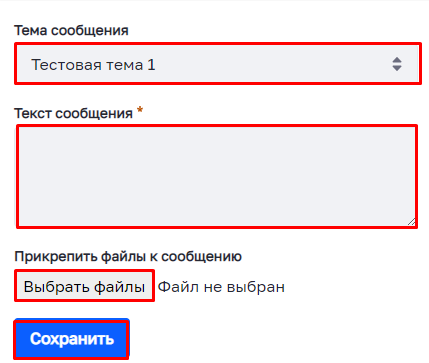 Тема сообщения
Тестовая тема 1
Текст сообщения *
Прикрепить файлы к сообщению
Выбрать файлы Файл не выбран
Сохранить